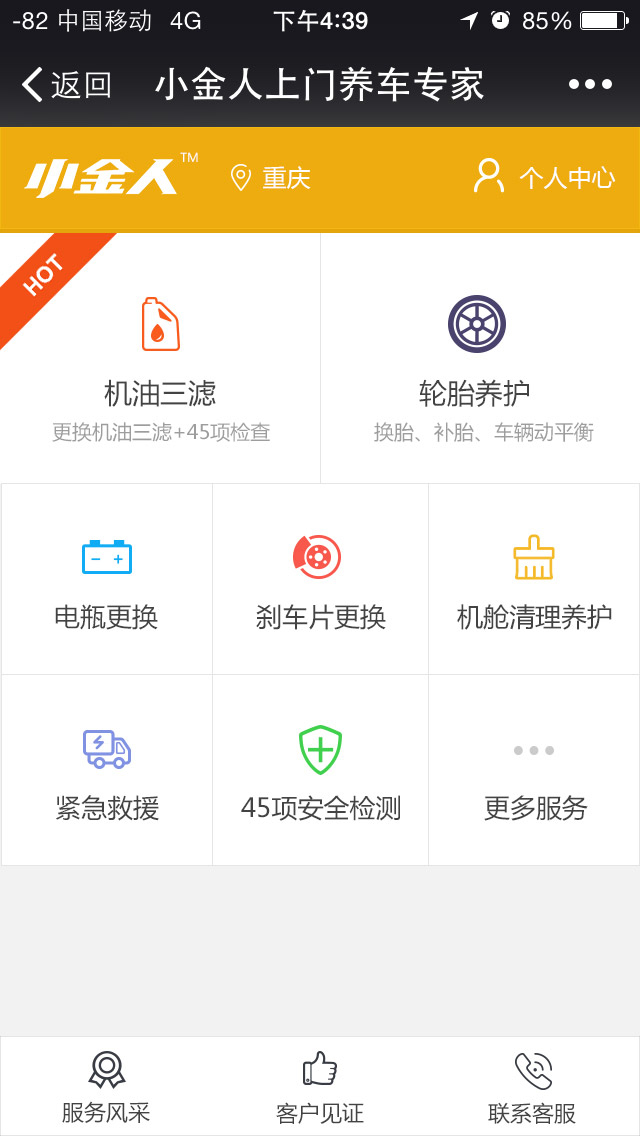 -82 中国移动 4G 下午4:39 85%
返回 小金人上门养车专家
小金人™ 重庆 个人中心
HOT
机油三滤 轮胎养护
更换机油三滤+45项检查 换胎、补胎、车辆动平衡
电瓶更换 刹车片更换 机舱清理养护
紧急救援 45项安全检测 更多服务
服务风采 客户见证 联系客服